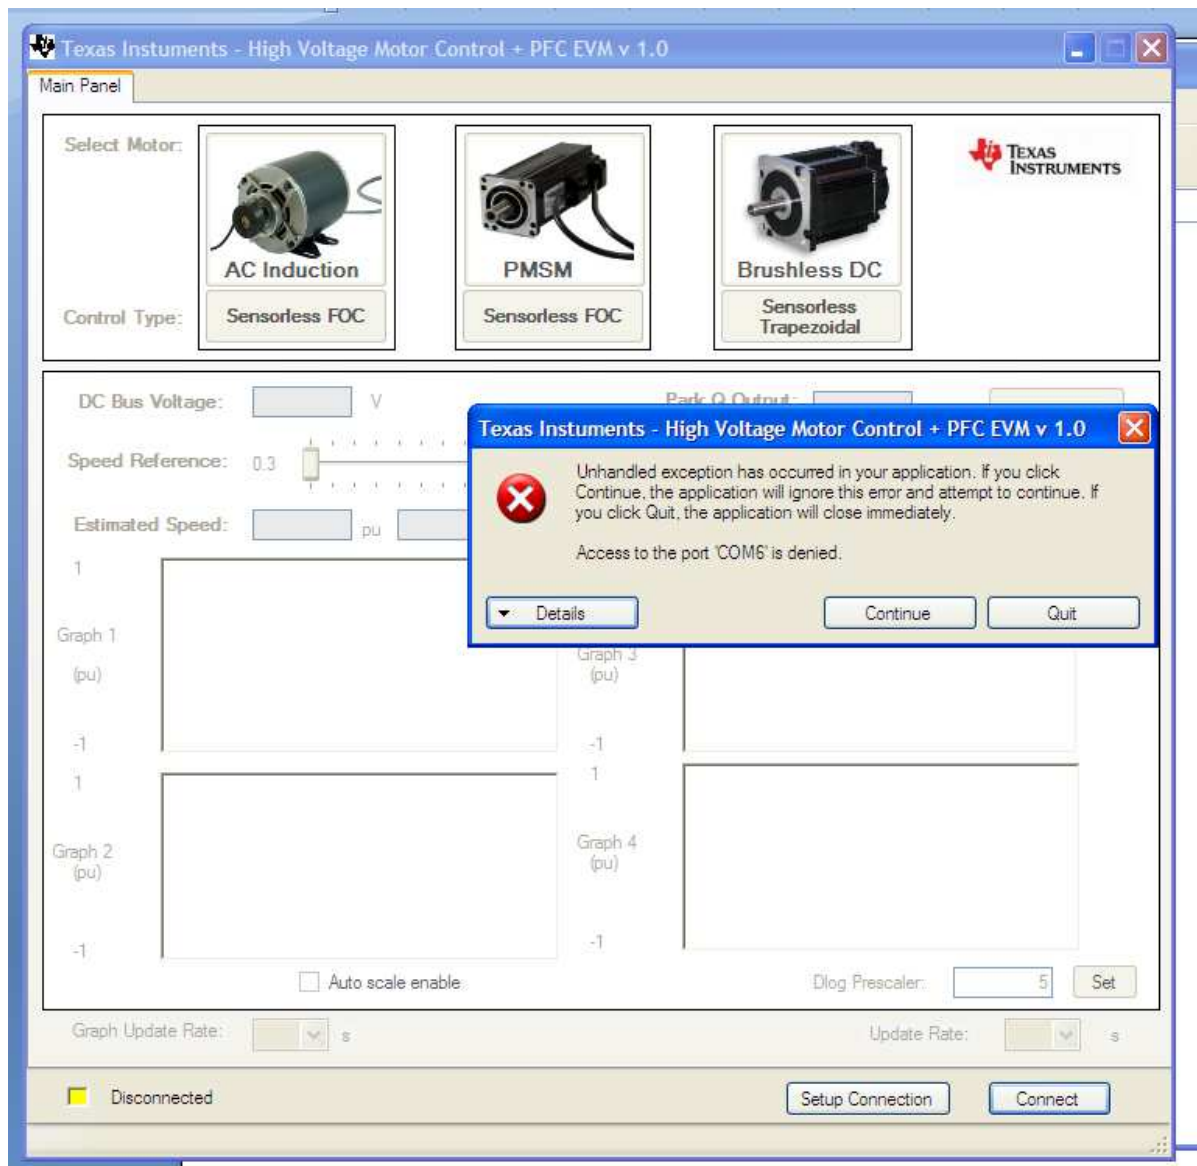 Texas Instuments - High Voltage Motor Control + PFC EVM v 1.0
Main Panel
Select Motor:
AC Induction
PMSM
Brushless DC
TEXAS
INSTRUMENTS
Control Type:
Sensorless FOC
Sensorless FOC
Sensorless
Trapezoidal
DC Bus Voltage:
V
Park Q Output:
Speed Reference:
0.3
Estimated Speed:
pu
Texas Instuments - High Voltage Motor Control + PFC EVM v 1.0
Unhandled exception has occurred in your application. If you click
Continue, the application will ignore this error and attempt to continue. If
you click Quit, the application will close immediately.
Access to the port 'COM6' is denied.
Details
Continue
Quit
1
Graph 1
(pu)
-1
Graph 3
(pu)
-1
1
Graph 2
(pu)
-1
1
Graph 4
(pu)
-1
Auto scale enable
Dlog Prescaler:
5
Set
Graph Update Rate:
s
Update Rate:
s
Disconnected
Setup Connection
Connect